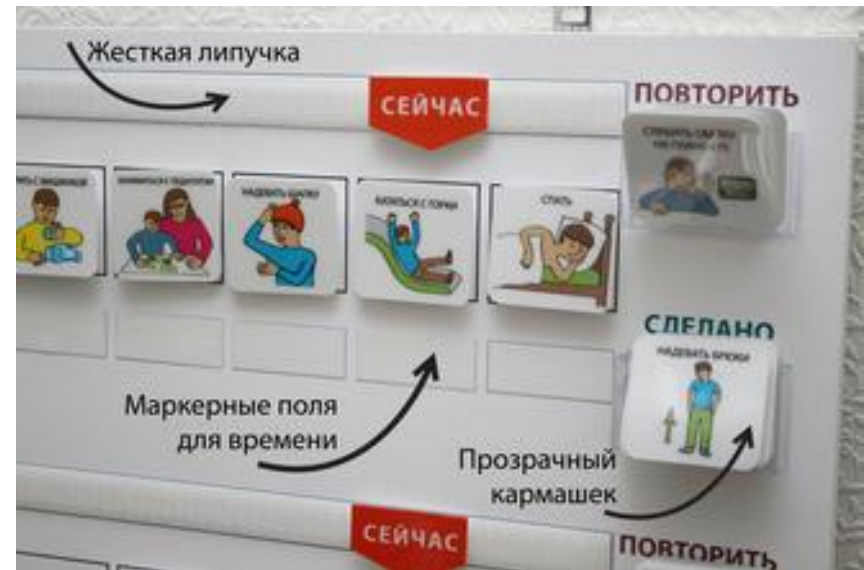 Жесткая липучка
СЕЙЧАС
ПОВТОРИТЬ
НАДЕВАТЬ ШАПКУ
КАТАТЬСЯ С ГОРКИ
СПАТЬ
СДЕЛАНО
НАДЕВАТЬ БРЮКИ
Маркерные поля
для времени
Прозрачный
кармашек
СЕЙЧАС
ПОВТОРИТЬ